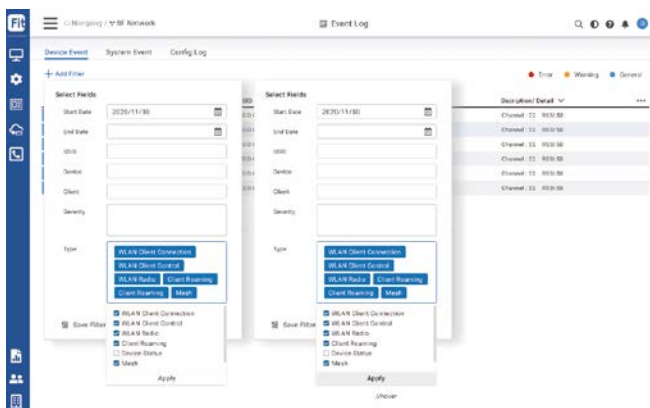 Fit
Nangang / BF Network
Event Log
Device Event System Event Config Log
+ Add Filter
Error Warning General
Select Fields
Start Date 2020/11/30
End Date
SSID
Device
Client
Severity
Type
WLAN Client Connection
WLAN Client Control
WLAN Radio Client Roaming
Client Roaming Mesh
WLAN Client Connection
WLAN Client Control
WLAN Radio
Client Roaming
Device Status
Mesh
Save Filter
Apply
SSID
Select Fields
Start Date 2020/11/30
End Date
SSID
Device
Client
Severity
Type
WLAN Client Connection
WLAN Client Control
WLAN Radio Client Roaming
Client Roaming Mesh
WLAN Client Connection
WLAN Client Control
WLAN Radio
Client Roaming
Device Status
Mesh
Save Filter
Apply
//hover
Decription/ Detail
Channel : 11 RSSI:58
Channel : 11 RSSI:58
Channel : 11 RSSI:58
Channel : 11 RSSI:58
Channel : 11 RSSI:58